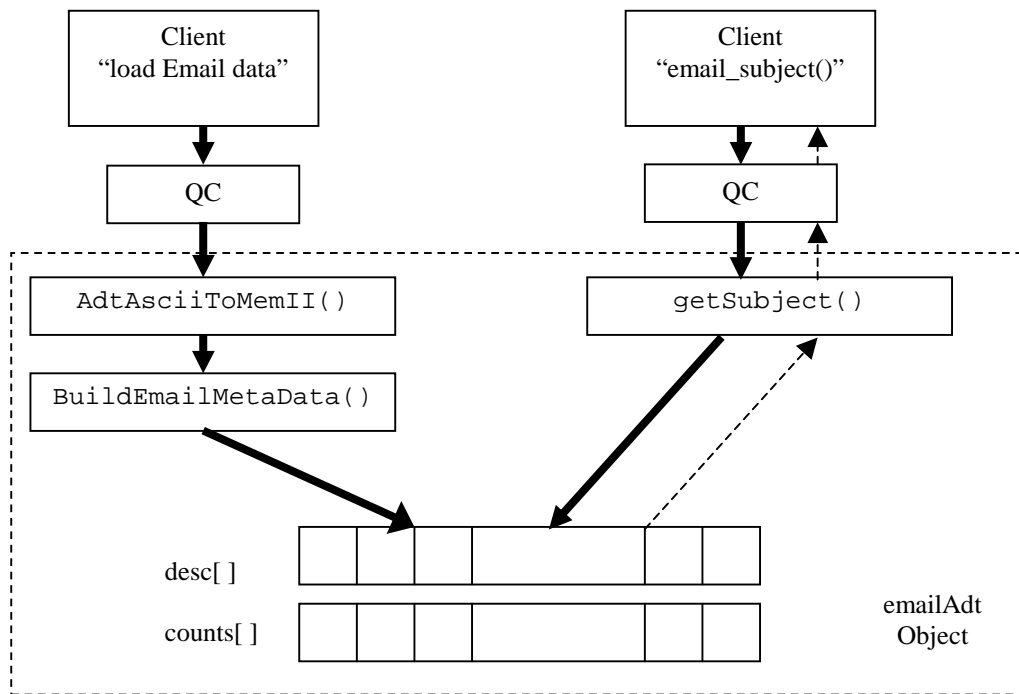 Client
“load Email data”
Client
“email_subject()”
QC
QC
AdtAsciiToMemII()
getSubject()
BuildEmailMetaData()
desc[ ]
counts[ ]
emailAdt
Object